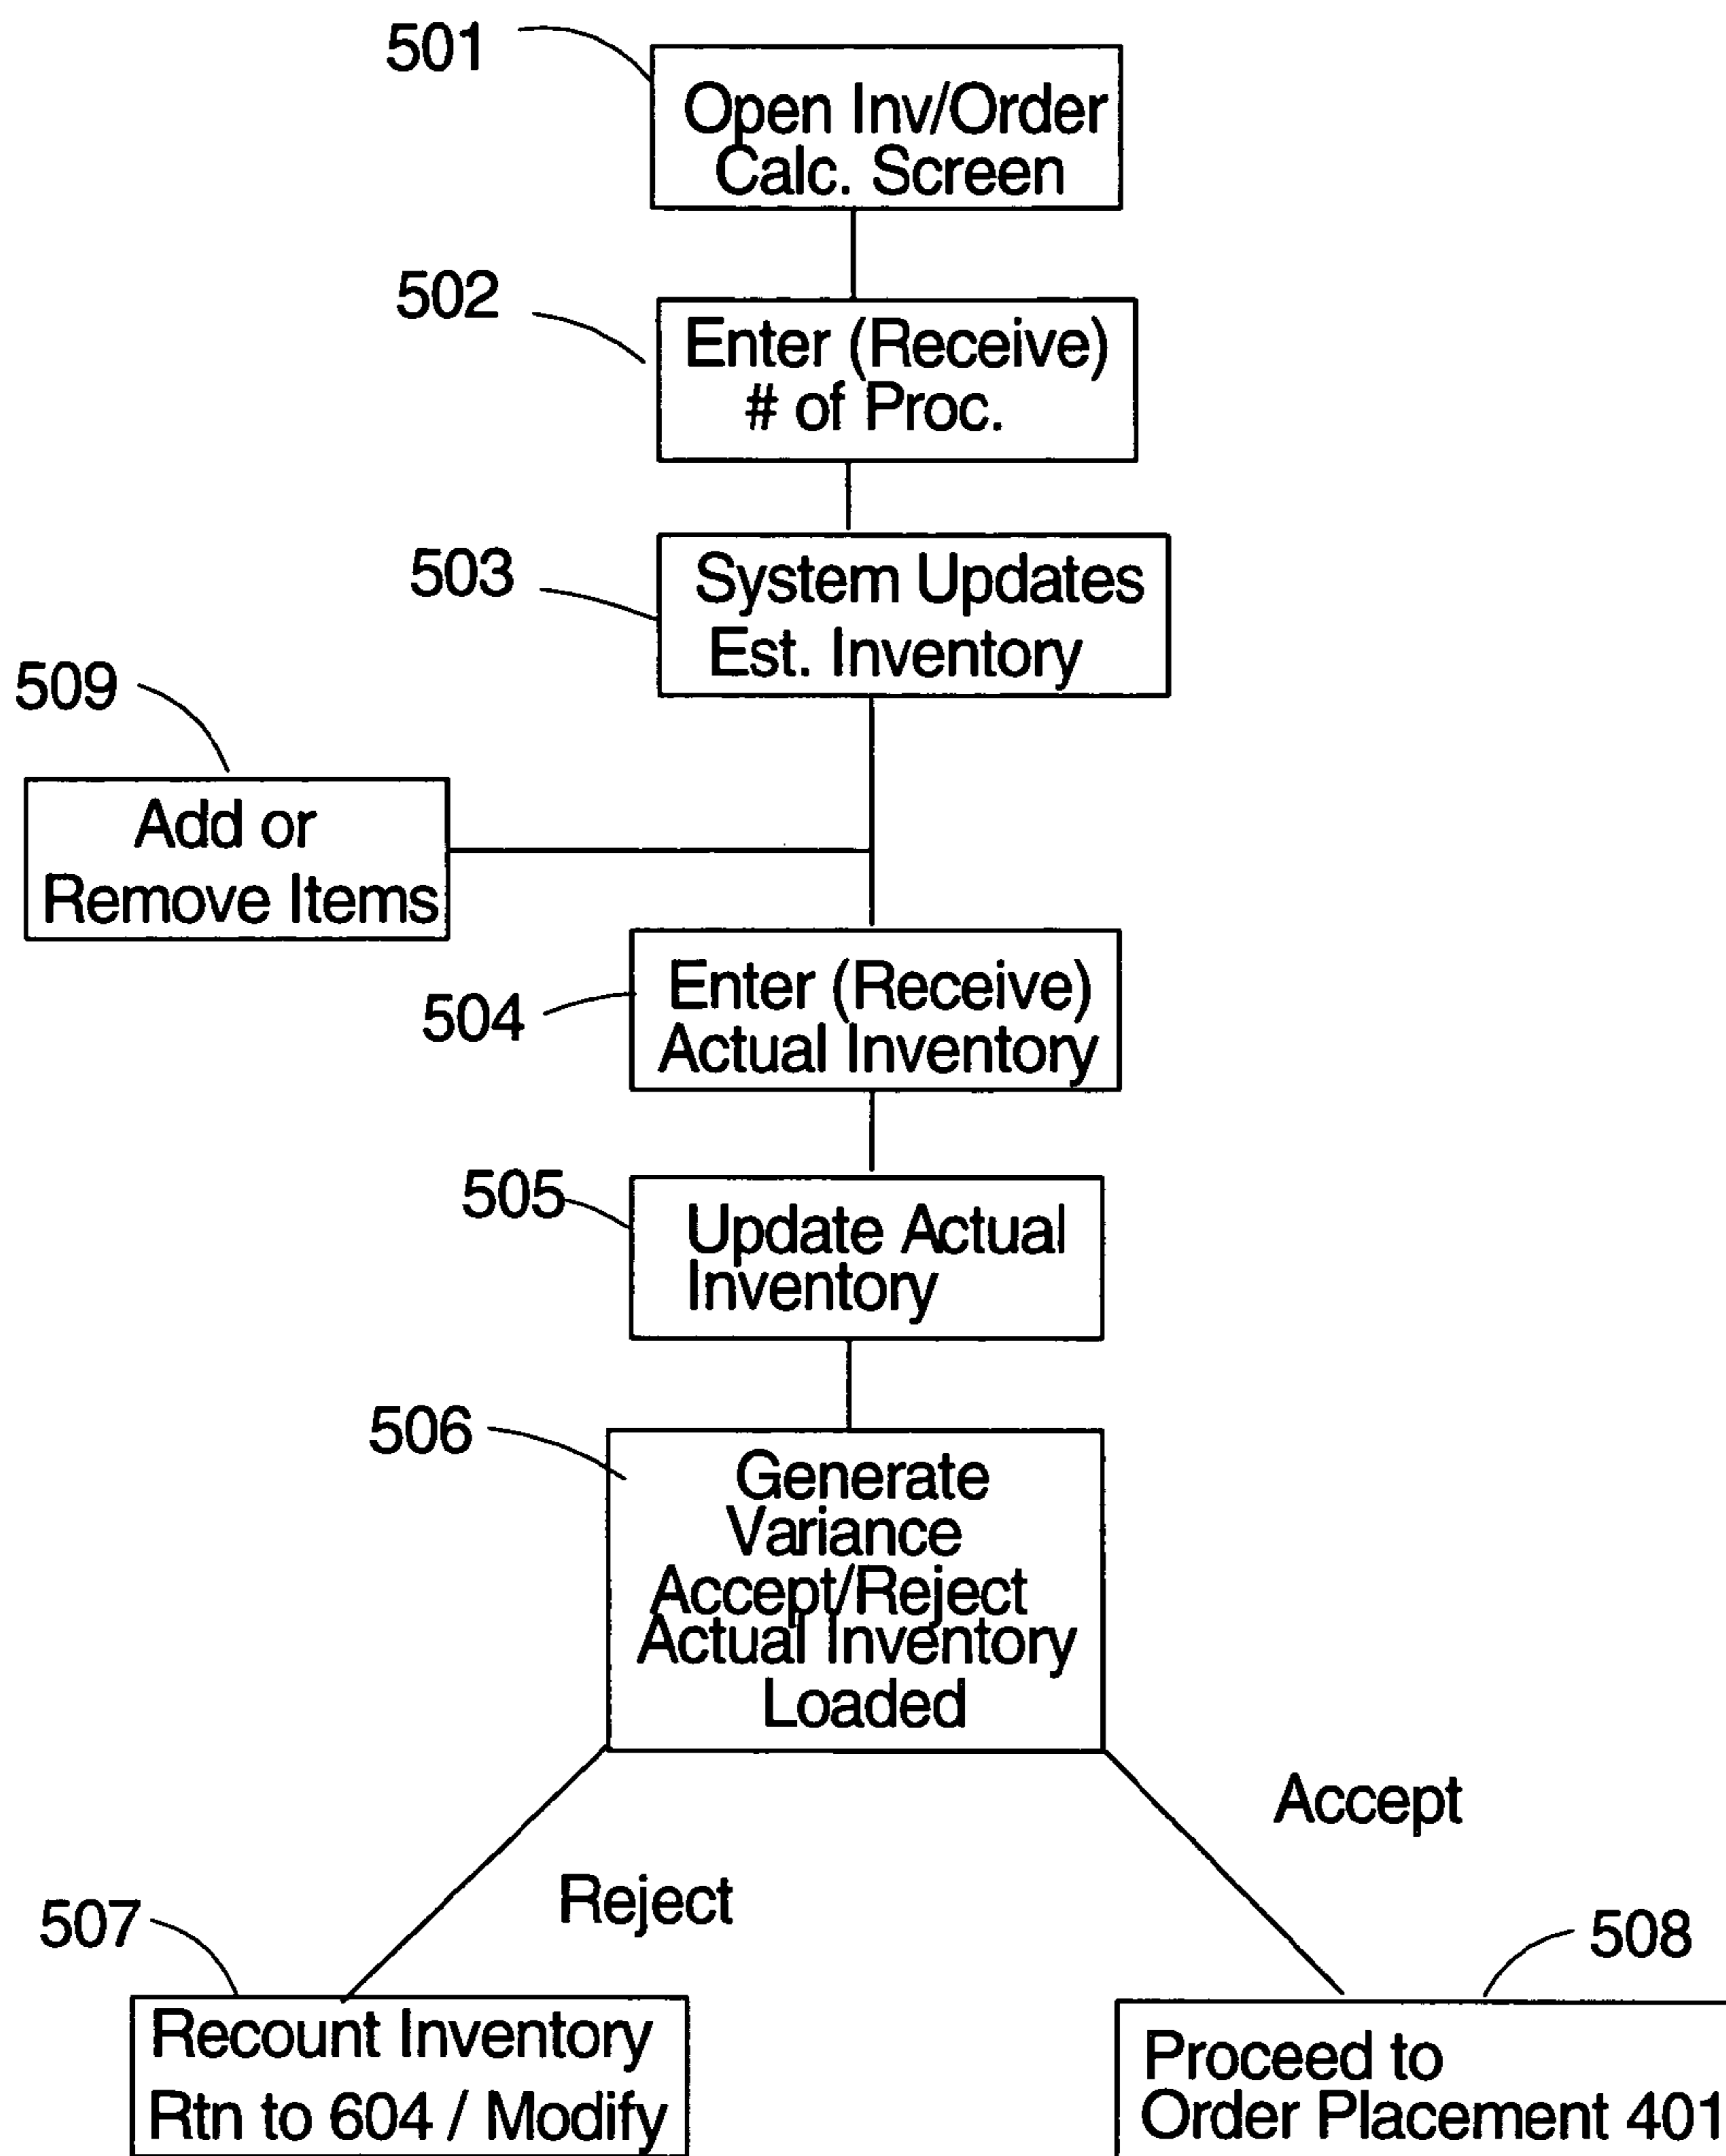 501
Open Inv/Order
Calc. Screen
502
Enter (Receive)
# of Proc.
503
System Updates
Est. Inventory
509
Add or
Remove Items
504
Enter (Receive)
Actual Inventory
505
Update Actual
Inventory
506
Generate
Variance
Accept/Reject
Actual Inventory
Loaded
Accept
Reject
507
Recount Inventory
Rtn to 604 / Modify
508
Proceed to
Order Placement 401